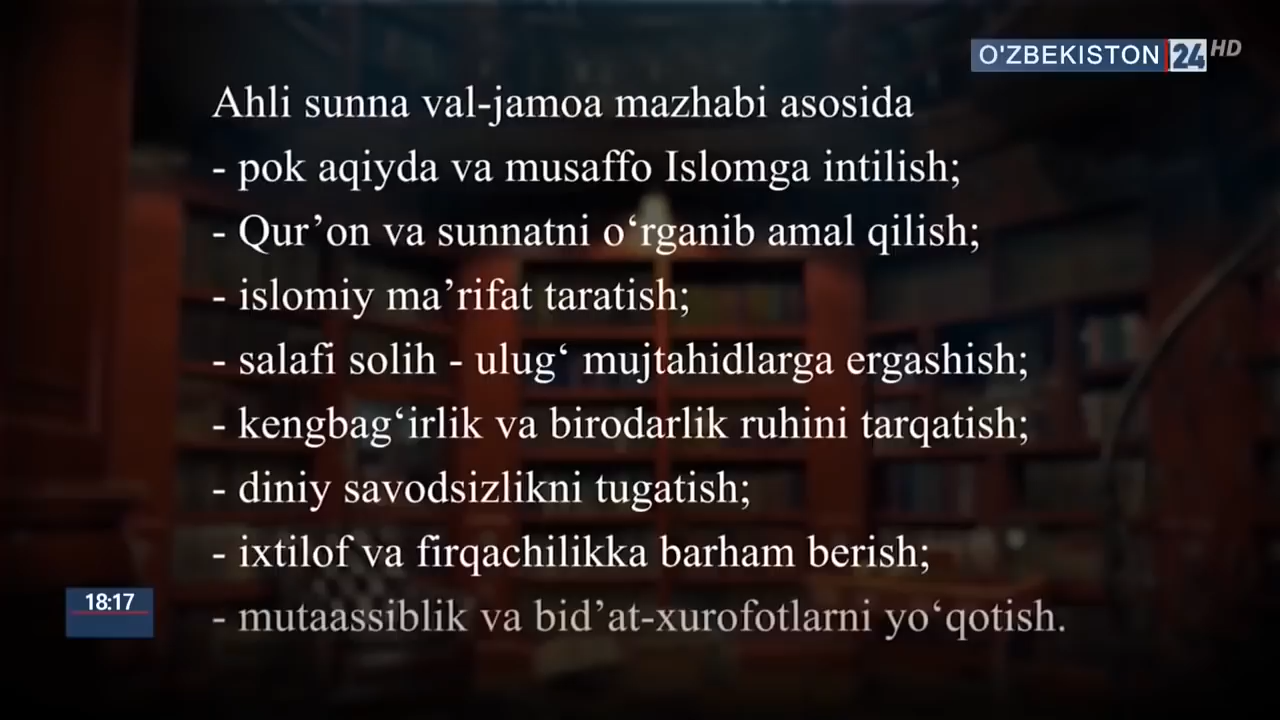 O'ZBEKISTON 24 HD
Ahli sunna val-jamoa mazhabi asosida
- pok aqiyda va musaffo Islomga intilish;
- Qur’on va sunnatni o‘rganib amal qilish;
- islomiy ma’rifat taratish;
- salafi solih - ulug‘ mujtahidlarga ergashish;
- kengbag‘irlik va birodarlik ruhini tarqatish;
- diniy savodsizlikni tugatish;
- ixtilof va firqachilikka barham berish;
18:17
- mutaassiblik va bid’at-xurofotlarni yo‘qotish.